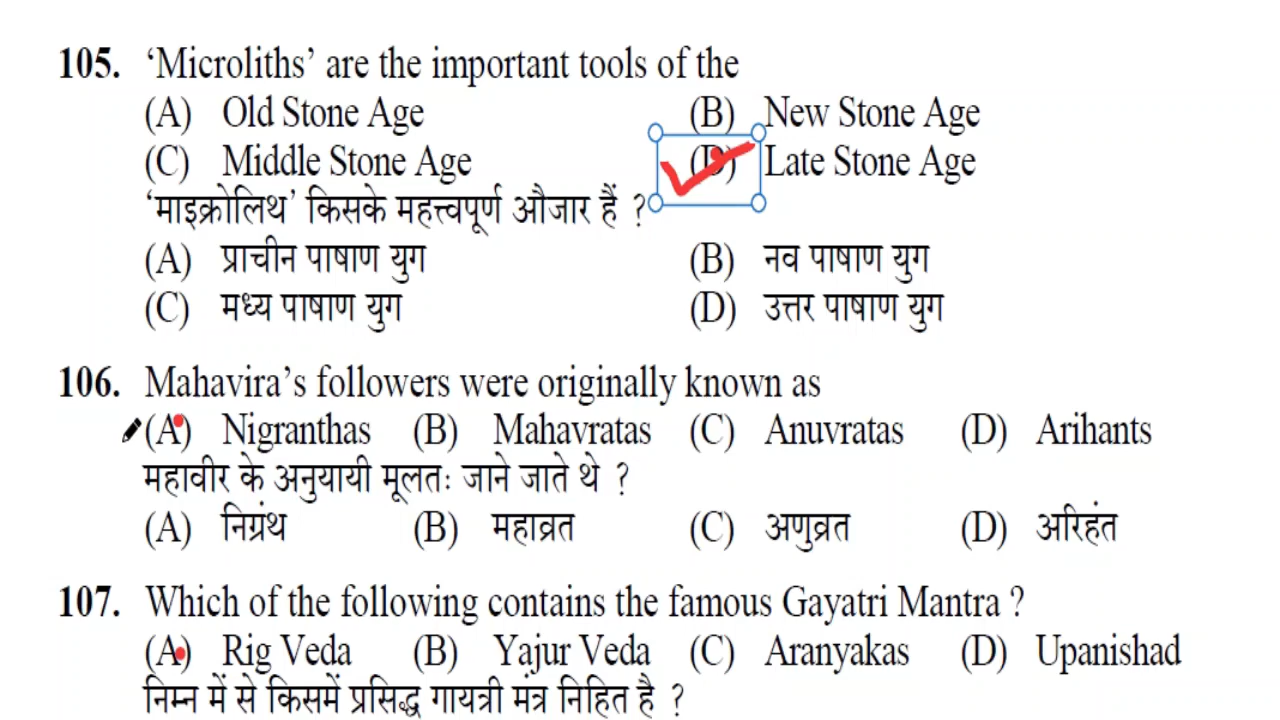 105. ‘Microliths’ are the important tools of the
(A) Old Stone Age (B) New Stone Age
(C) Middle Stone Age (D) Late Stone Age
‘माइक्रोलिथ’ किसके महत्त्वपूर्ण औजार हैं ?
(A) प्राचीन पाषाण युग (B) नव पाषाण युग
(C) मध्य पाषाण युग (D) उत्तर पाषाण युग
106. Mahavira’s followers were originally known as
(A) Nigranthas (B) Mahavratas (C) Anuvratas (D) Arihants
महावीर के अनुयायी मूलतः जाने जाते थे ?
(A) निग्रंथ (B) महाव्रत (C) अणुव्रत (D) अरिहंत
107. Which of the following contains the famous Gayatri Mantra ?
(A) Rig Veda (B) Yajur Veda (C) Aranyakas (D) Upanishad
निम्न में से किसमें प्रसिद्ध गायत्री मंत्र निहित है ?